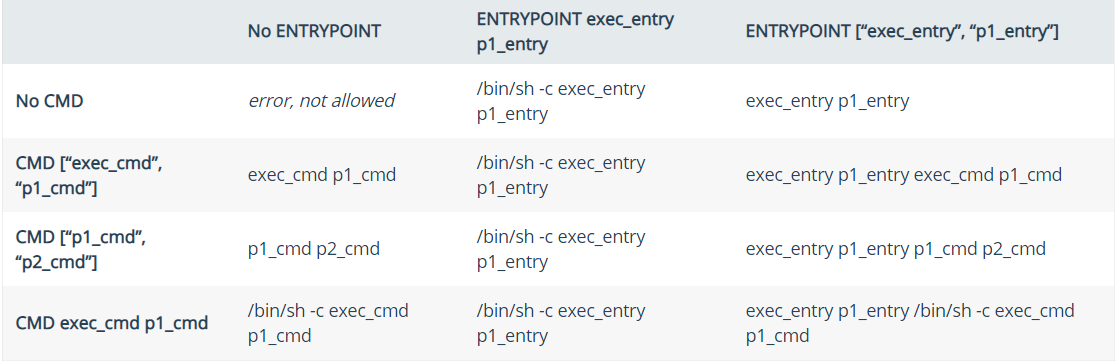 No ENTRYPOINT
ENTRYPOINT exec_entry
p1_entry
ENTRYPOINT [“exec_entry”, “p1_entry”]
No CMD
error, not allowed
/bin/sh -c exec_entry
p1_entry
exec_entry p1_entry
CMD [“exec_cmd”,
“p1_cmd”]
exec_cmd p1_cmd
/bin/sh -c exec_entry
p1_entry
exec_entry p1_entry exec_cmd p1_cmd
CMD [“p1_cmd”,
“p2_cmd”]
p1_cmd p2_cmd
/bin/sh -c exec_entry
p1_entry
exec_entry p1_entry p1_cmd p2_cmd
CMD exec_cmd p1_cmd
/bin/sh -c exec_cmd
p1_cmd
/bin/sh -c exec_entry
p1_entry
exec_entry p1_entry /bin/sh -c exec_cmd
p1_cmd